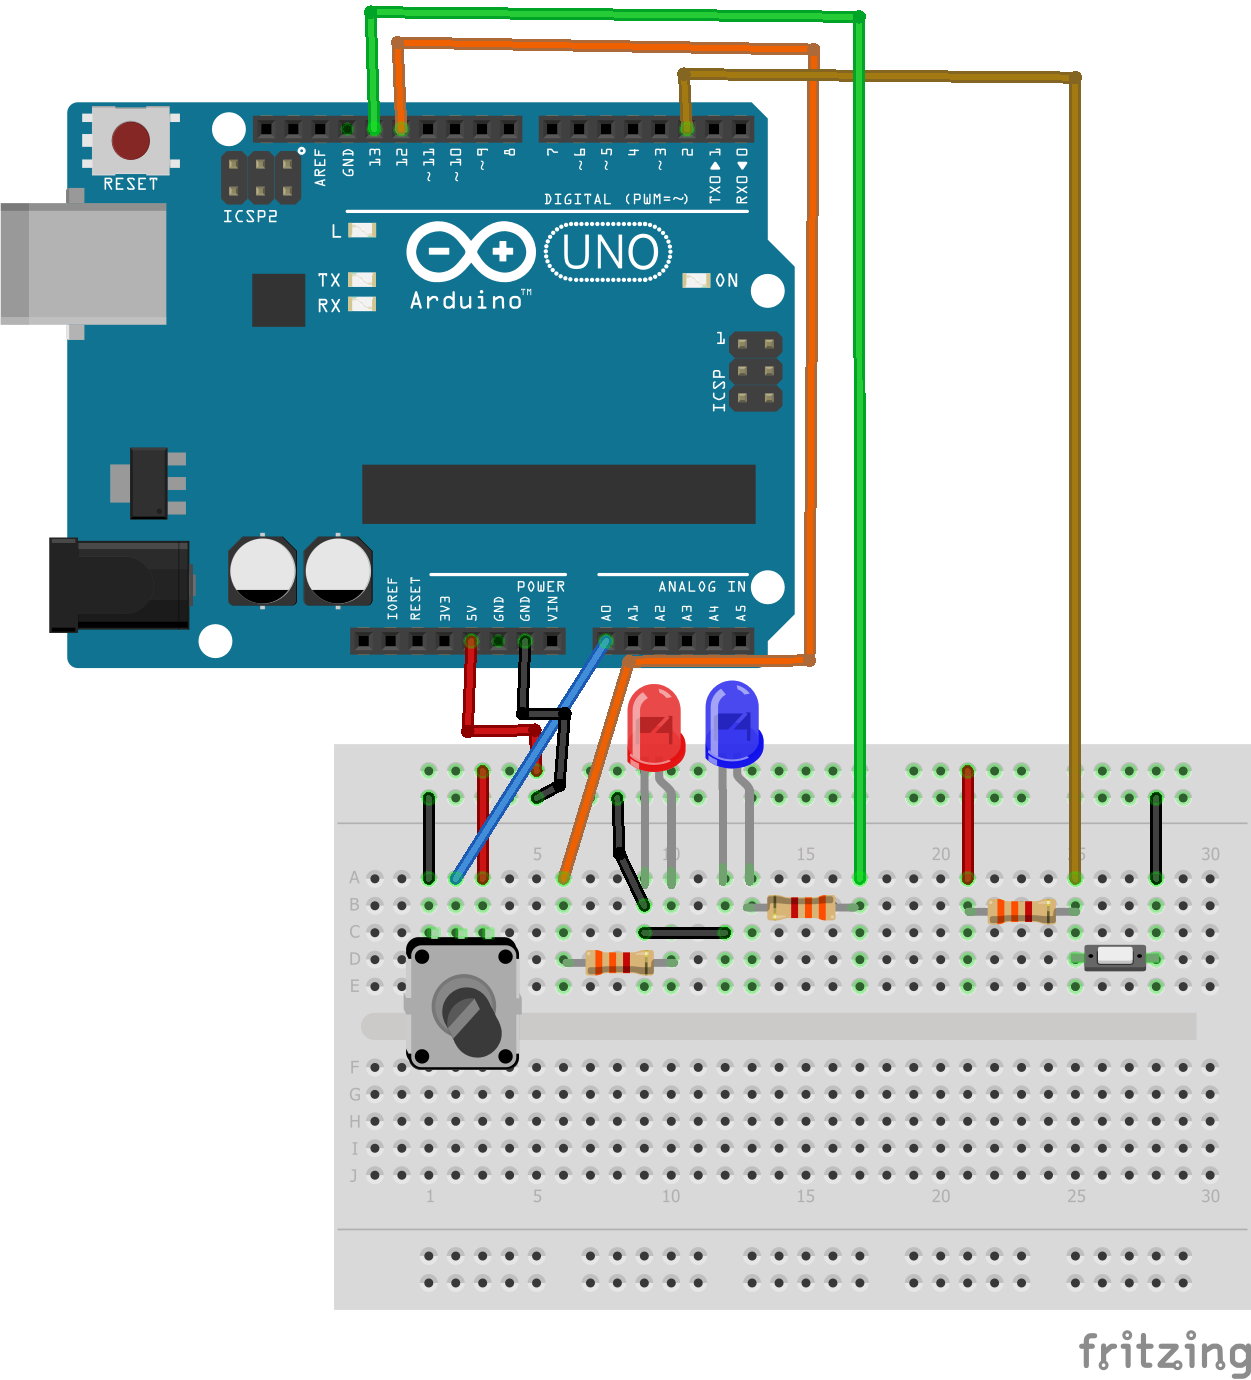 AREF
GND
13
12
~11
~10
~9
8
7
~6
~5
4
~3
2
TX0▶1
RX0◀0
RESET
ICSP2
DIGITAL (PWM=~)
L
TX
RX
UNO
Arduino™
ON
1
ICSP
IOREF
RESET
3V3
5V
GND
GND
VIN
POWER
ANALOG IN
A0
A1
A2
A3
A4
A5
5 10 15 20 25 30
A
B
C
D
E
F
G
H
I
J
1 5 10 15 20 25 30
fritzing